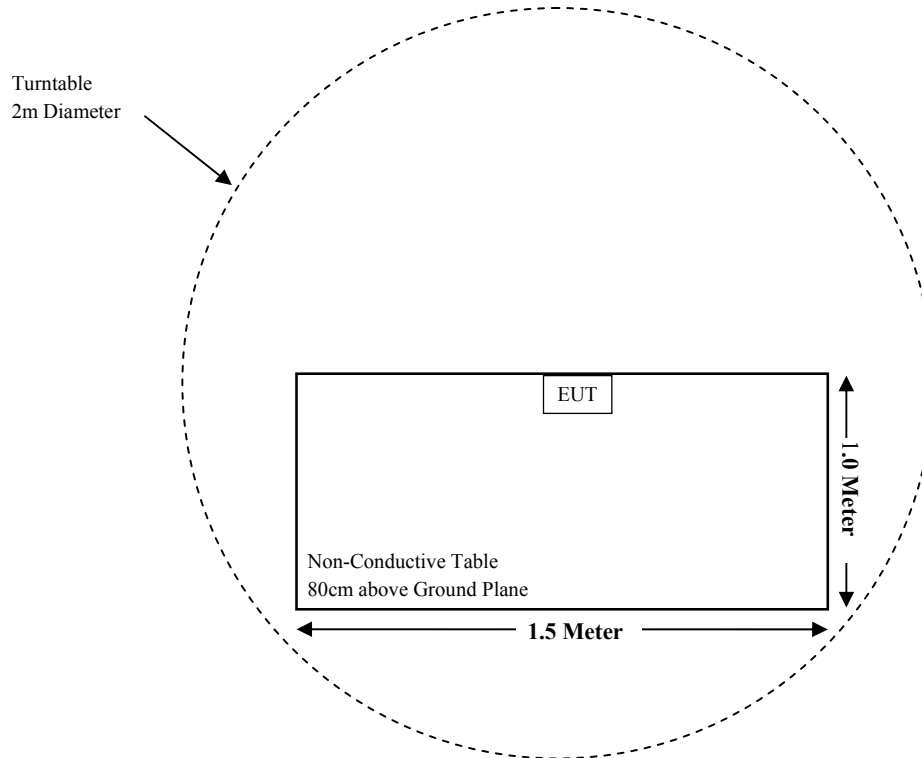 Turntable
2m Diameter
EUT
1.0 Meter
Non-Conductive Table
80cm above Ground Plane
1.5 Meter